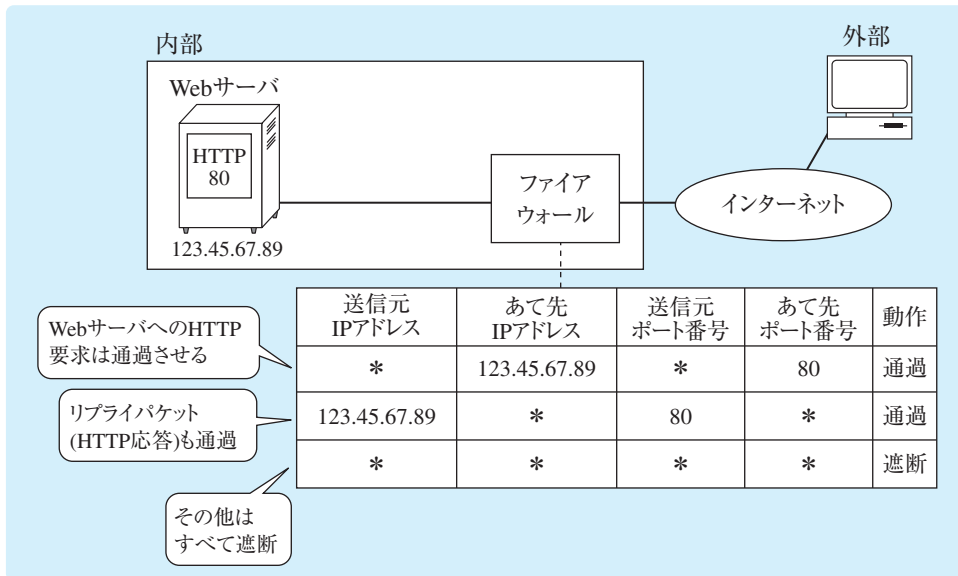 内部
外部
Webサーバ
HTTP
80
123.45.67.89
ファイア
ウォール
インターネット
送信元
IPアドレス
あて先
IPアドレス
送信元
ポート番号
あて先
ポート番号
動作
WebサーバへのHTTP
要求は通過させる
* 123.45.67.89 * 80 通過
リプライパケット
(HTTP応答)も通過
123.45.67.89 * 80 * 通過
* * * * 遮断
その他は
すべて遮断